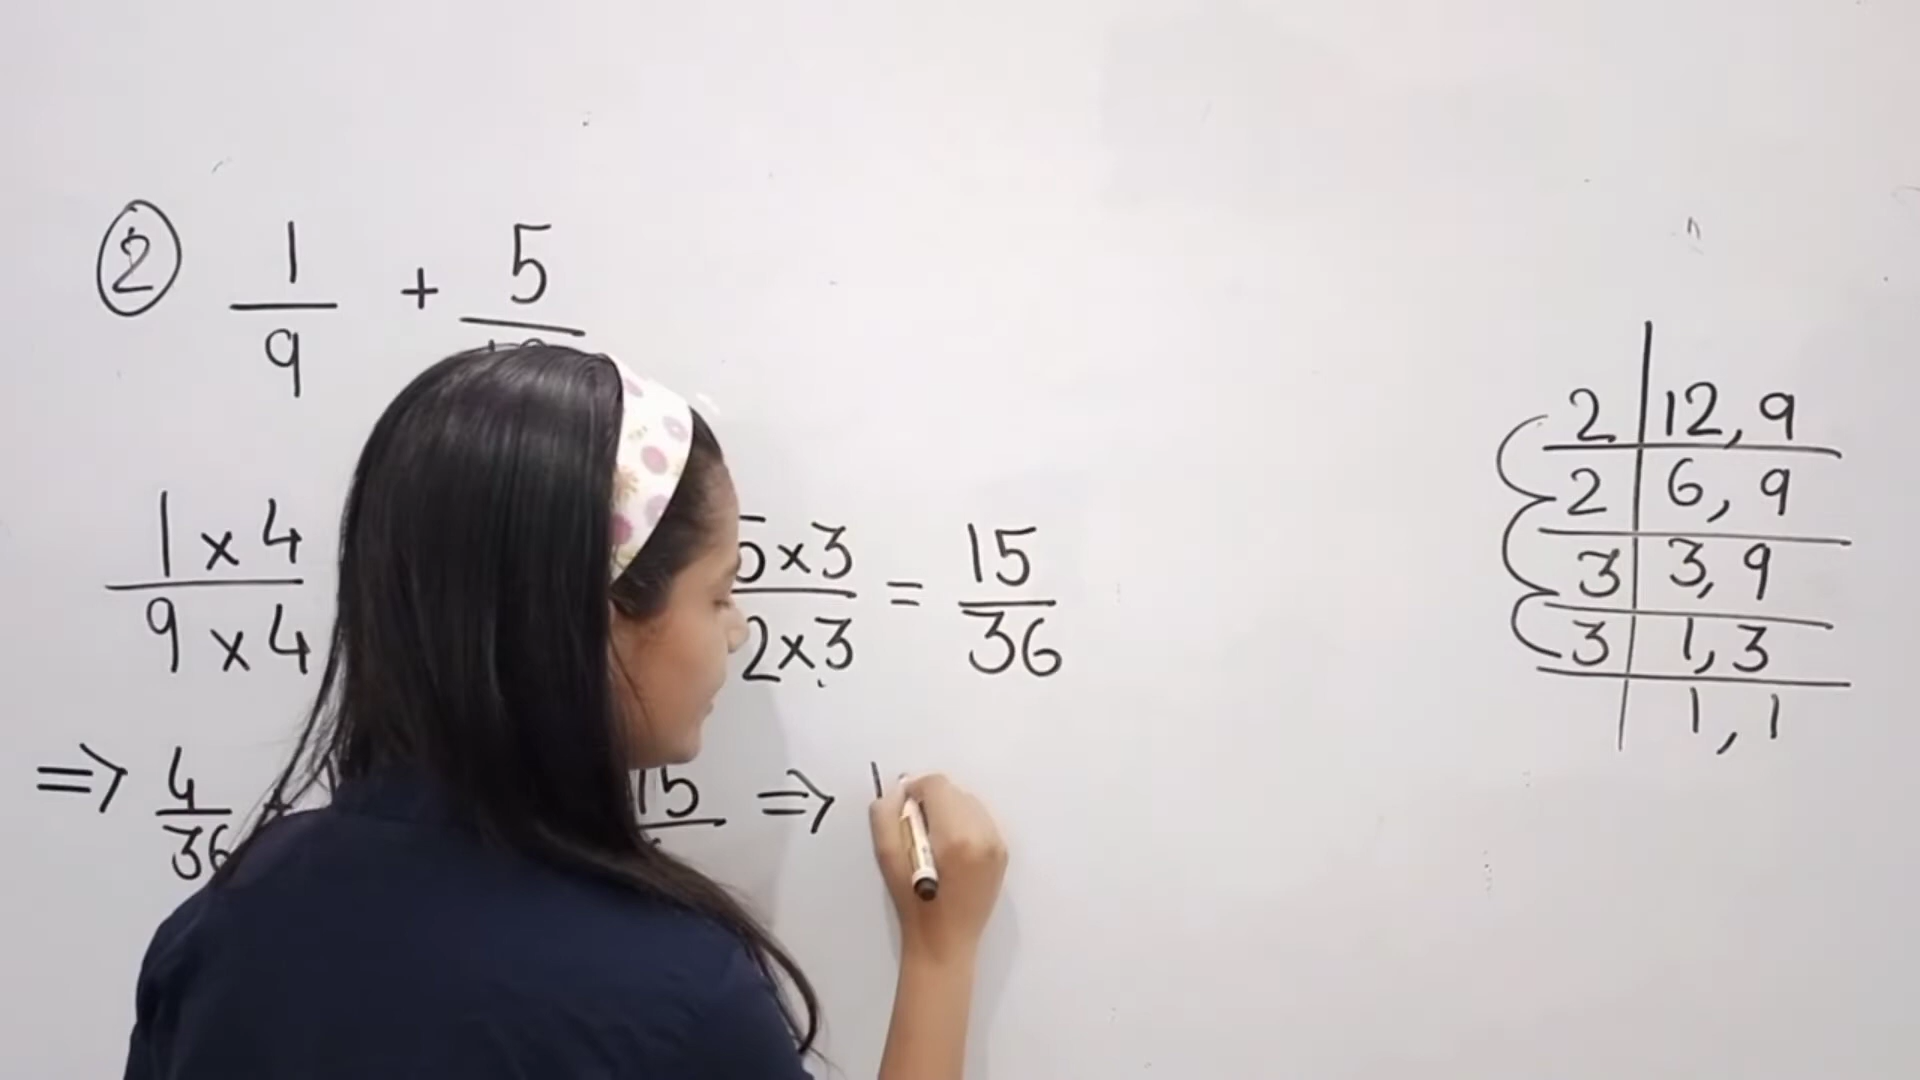 ② 1/9 + 5/
1 x 4 / 9 x 4
5 x 3 / 2 x 3 = 15/36
⇒ 4/36 + 15/ ⇒ 1
2 | 12, 9
2 | 6, 9
3 | 3, 9
3 | 1, 3
1, 1